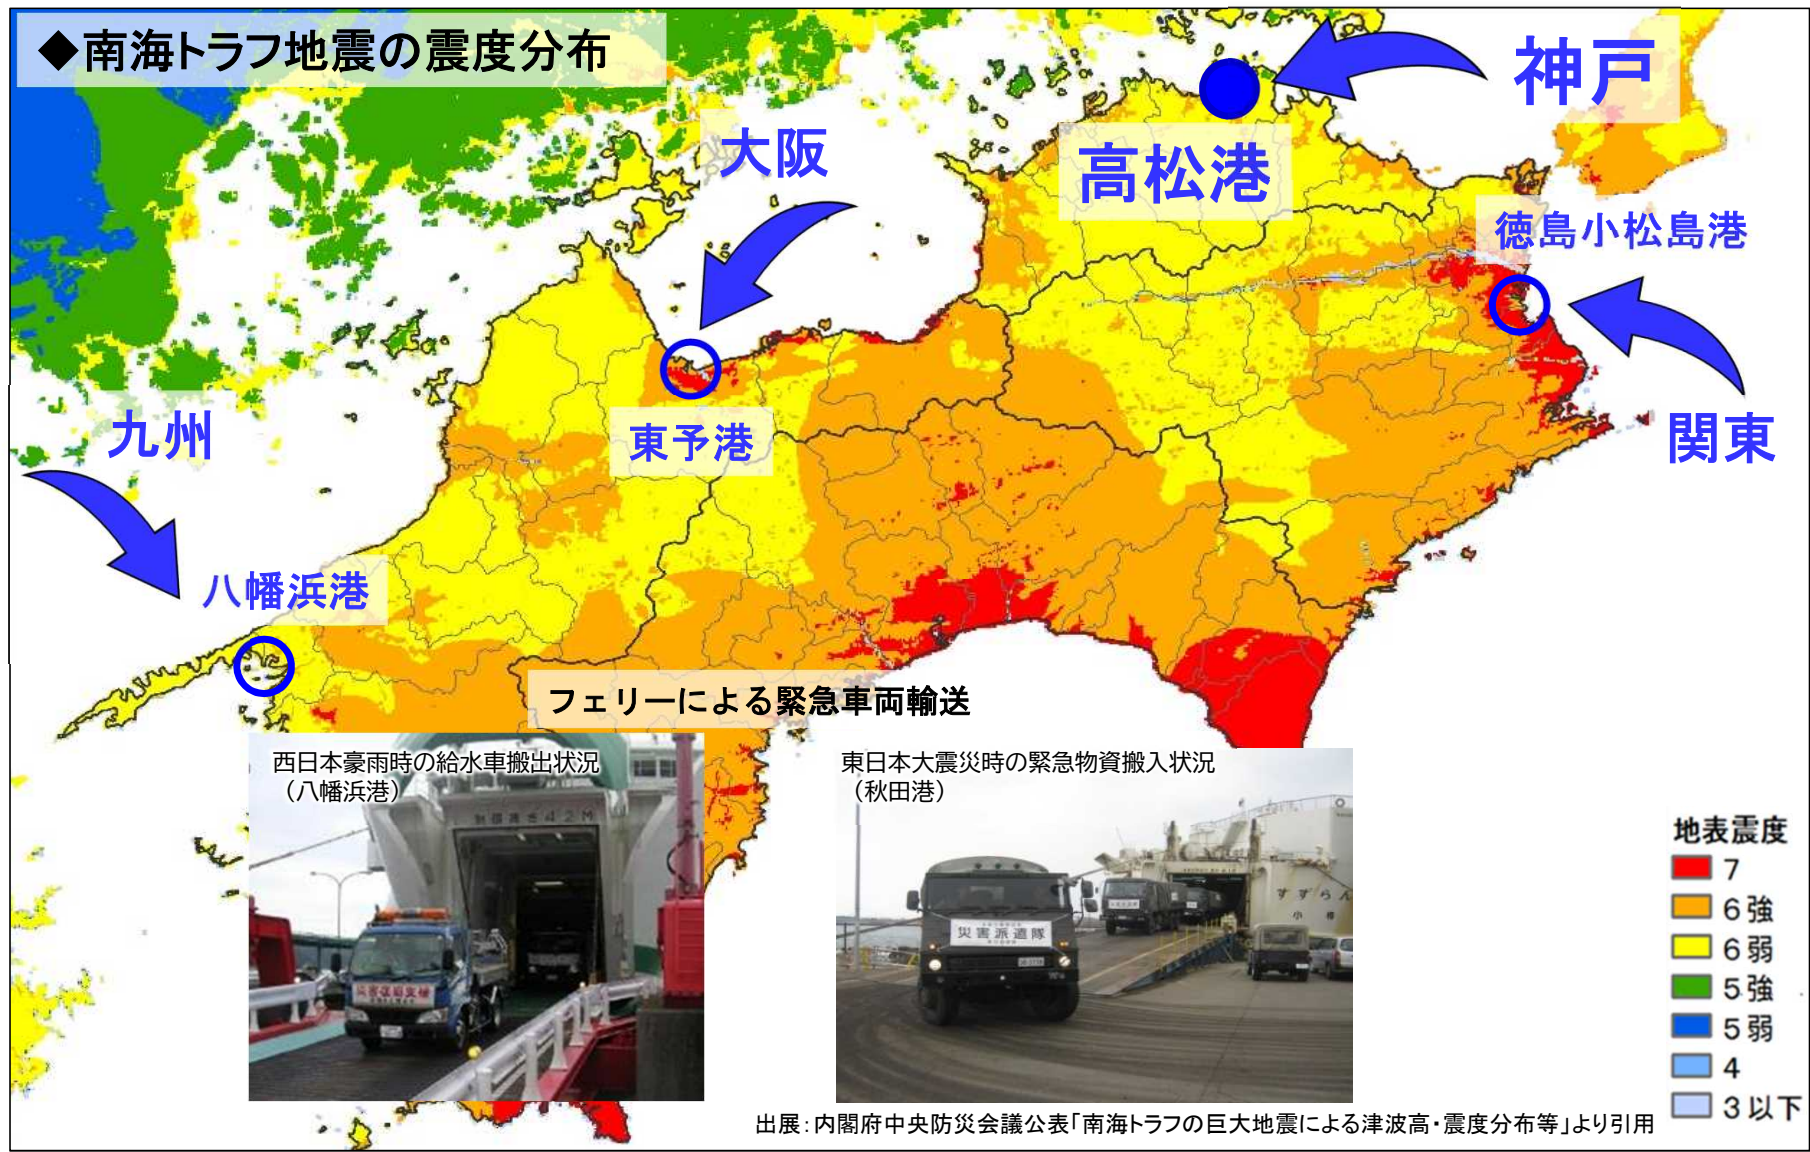 ◆南海トラフ地震の震度分布
神戸
大阪
高松港
徳島小松島港
九州
東予港
関東
八幡浜港
フェリーによる緊急車両輸送
西日本豪雨時の給水車搬出状況
（八幡浜港）
東日本大震災時の緊急物資搬入状況
（秋田港）
災害派遣隊
すずらん
小樽
地表震度
7
6強
6弱
5強
5弱
4
3以下
出展：内閣府中央防災会議公表「南海トラフの巨大地震による津波高・震度分布等」より引用